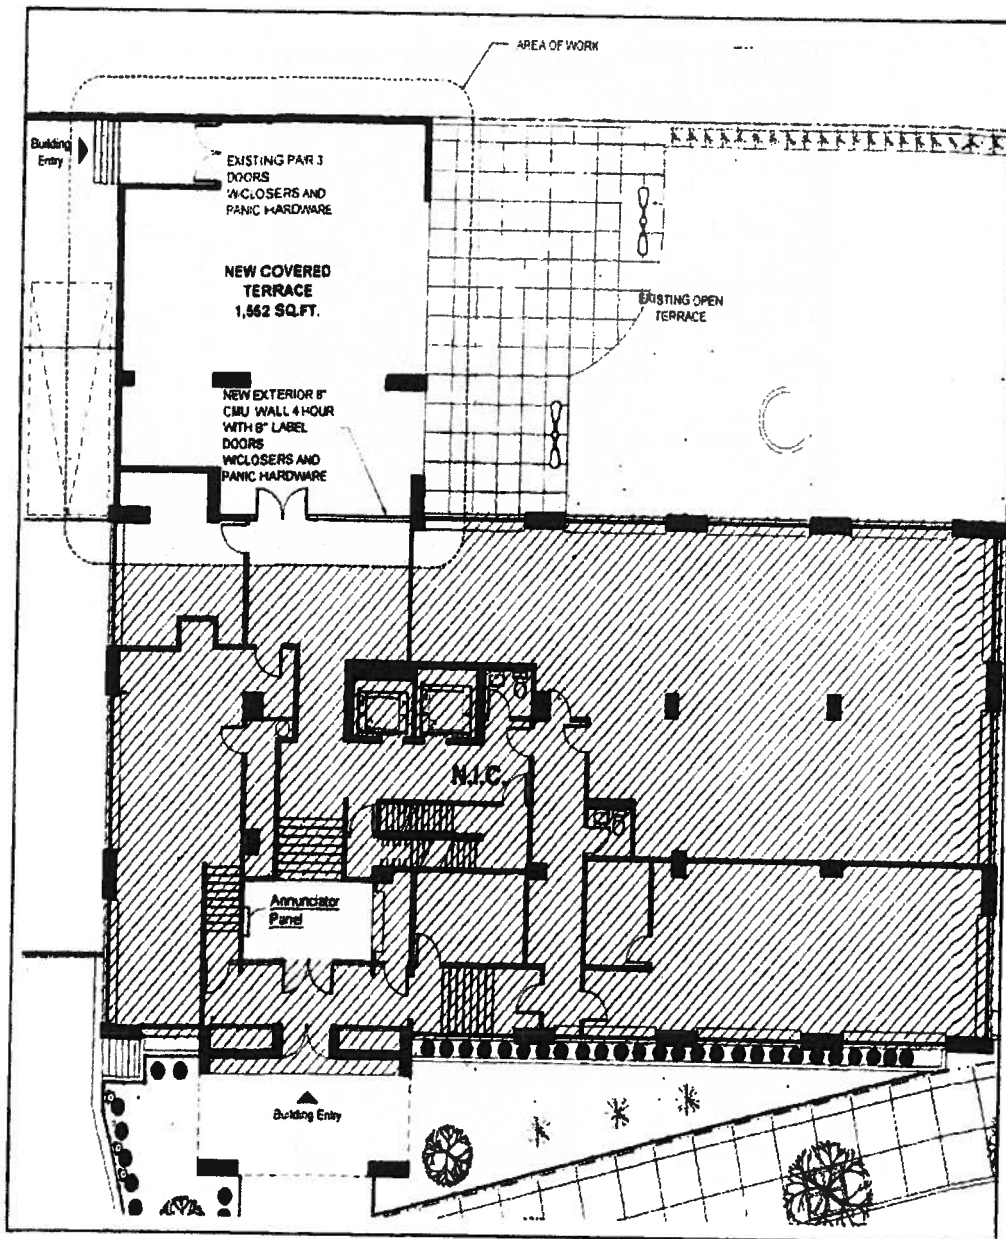 AREA OF WORK
Building
Entry
EXISTING PAR 3
DOORS
W/CLOSERS AND
PANIC HARDWARE
NEW COVERED
TERRACE
1,552 SQ.FT.
EXISTING OPEN
TERRACE
NEW EXTERIOR 8"
CMU WALL 4 HOUR
WITH B" LABEL
DOORS
W/CLOSERS AND
PANIC HARDWARE
N.I.C.
Annunciator
Panel
Building Entry